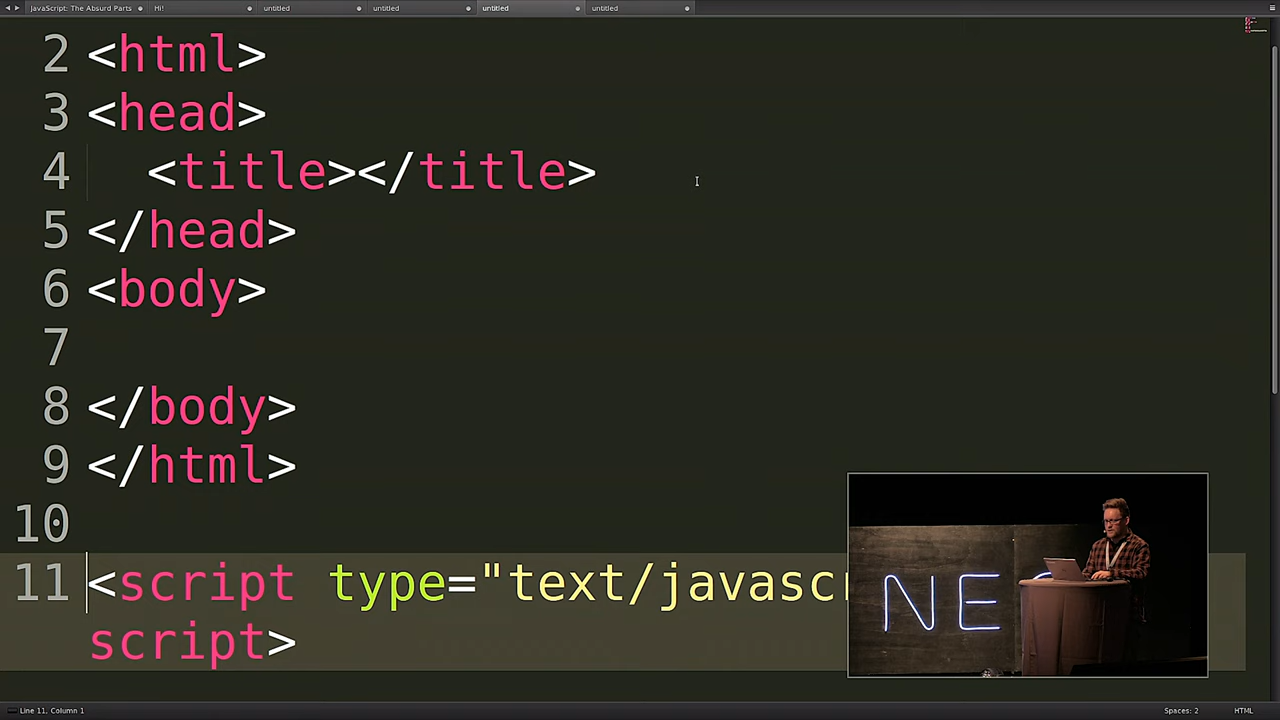 javaScript: The Absurd Parts
Hi!
untitled
untitled
untitled
untitled
2 <html>
3 <head>
4 <title></title>
5 </head>
6 <body>
7
8 </body>
9 </html>
10
11 <script type="text/javasc
script>
NE
Line 11, Column 1
Spaces: 2
HTML